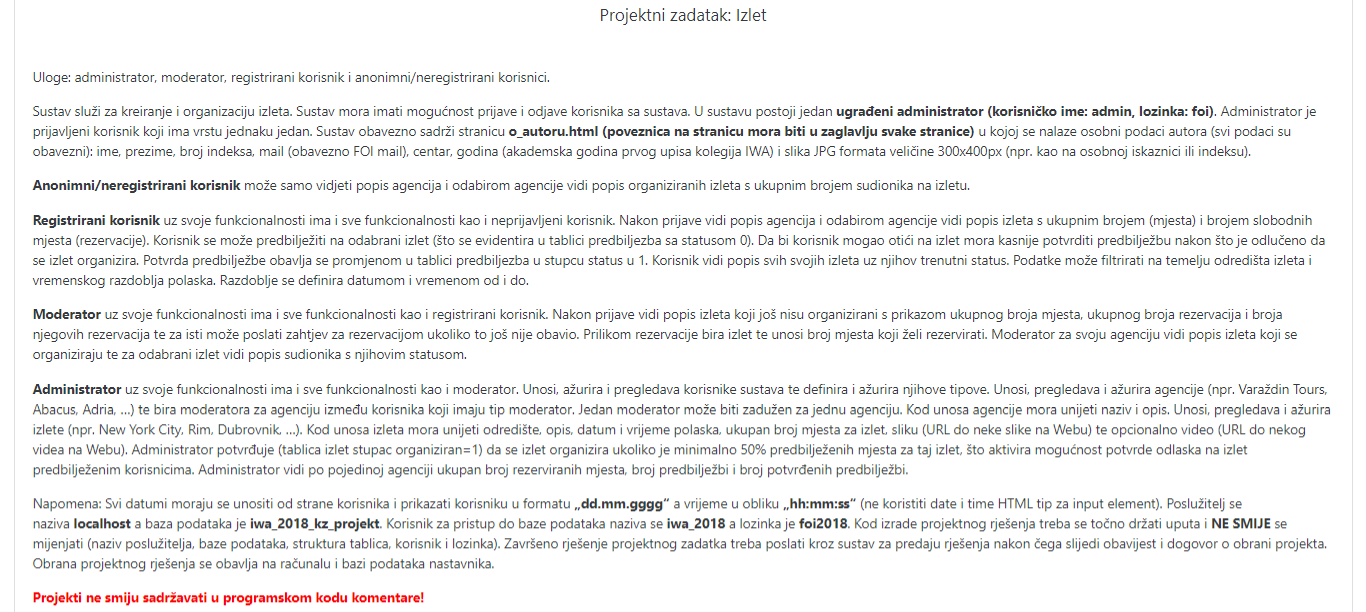 Projektni zadatak: Izlet
Uloge: administrator, moderator, registrirani korisnik i anonimni/neregistrirani korisnici.
Sustav služi za kreiranje i organizaciju izleta. Sustav mora imati mogućnost prijave i odjave korisnika sa sustava. U sustavu postoji jedan ugrađeni administrator (korisničko ime: admin, lozinka: foi). Administrator je
prijavljeni korisnik koji ima vrstu jednaku jedan. Sustav obavezno sadrži stranicu o_autoru.html (poveznica na stranicu mora biti u zaglavlju svake stranice) u kojoj se nalaze osobni podaci autora (svi podaci su
obavezni): ime, prezime, broj indeksa, mail (obavezno FOI mail), centar, godina (akademska godina prvog upisa kolegija IWA) i slika JPG formata veličine 300x400px (npr. kao na osobnoj iskaznici ili indeksu).
Anonimni/neregistrirani korisnik može samo vidjeti popis agencija i odabirom agencije vidi popis organiziranih izleta s ukupnim brojem sudionika na izletu.
Registrirani korisnik uz svoje funkcionalnosti ima i sve funkcionalnosti kao i neprijavljeni korisnik. Nakon prijave vidi popis agencija i odabirom agencije vidi popis izleta s ukupnim brojem (mjesta) i brojem slobodnih
mjesta (rezervacije). Korisnik se može predbilježiti na odabrani izlet (što se evidentira u tablici predbiljezba sa statusom 0). Da bi korisnik mogao otići na izlet mora kasnije potvrditi predbilježbu nakon što je odlučeno da
se izlet organizira. Potvrda predbilježbe obavlja se promjenom u tablici predbiljezba u stupcu status u 1. Korisnik vidi popis svih svojih izleta uz njihov trenutni status. Podatke može filtrirati na temelju odredišta izleta i
vremenskog razdoblja polaska. Razdoblje se definira datumom i vremenom od i do.
Moderator uz svoje funkcionalnosti ima i sve funkcionalnosti kao i registrirani korisnik. Nakon prijave vidi popis izleta koji još nisu organizirani s prikazom ukupnog broja mjesta, ukupnog broja rezervacija i broja
njegovih rezervacija te za isti može poslati zahtjev za rezervacijom ukoliko to još nije obavio. Prilikom rezervacije bira izlet te unosi broj mjesta koji želi rezervirati. Moderator za svoju agenciju vidi popis izleta koji se
organiziraju te za odabrani izlet vidi popis sudionika s njihovim statusom.
Administrator uz svoje funkcionalnosti ima i sve funkcionalnosti kao i moderator. Unosi, ažurira i pregledava korisnike sustava te definira i ažurira njihove tipove. Unosi, pregledava i ažurira agencije (npr. Varaždin Tours,
Abacus, Adria, ...) te bira moderatora za agenciju između korisnika koji imaju tip moderator. Jedan moderator može biti zadužen za jednu agenciju. Kod unosa agencije mora unijeti naziv i opis. Unosi, pregledava i ažurira
izlete (npr. New York City, Rim, Dubrovnik, ...). Kod unosa izleta mora unijeti odredište, opis, datum i vrijeme polaska, ukupan broj mjesta za izlet, sliku (URL do neke slike na Webu) te opcionalno video (URL do nekog
videa na Webu). Administrator potvrđuje (tablica izlet stupac organiziran=1) da se izlet organizira ukoliko je minimalno 50% predbilježenih mjesta za taj izlet, što aktivira mogućnost potvrde odlaska na izlet
predbilježenim korisnicima. Administrator vidi po pojedinoj agenciji ukupan broj rezerviranih mjesta, broj predbilježbi i broj potvrđenih predbilježbi.
Napomena: Svi datumi moraju se unositi od strane korisnika i prikazati korisniku u formatu „dd.mm.gggg“ a vrijeme u obliku „hh:mm:ss“ (ne koristiti date i time HTML tip za input element). Poslužitelj se
naziva localhost a baza podataka je iwa_2018_kz_projekt. Korisnik za pristup do baze podataka naziva se iwa_2018 a lozinka je foi2018. Kod izrade projektnog rješenja treba se točno držati uputa i NE SMIJE se
mijenjati (naziv poslužitelja, baze podataka, struktura tablica, korisnik i lozinka). Završeno rješenje projektnog zadatka treba poslati kroz sustav za predaju rješenja nakon čega slijedi obavijest i dogovor o obrani projekta.
Obrana projektnog rješenja se obavlja na računalu i bazi podataka nastavnika.
Projekti ne smiju sadržavati u programskom kodu komentare!